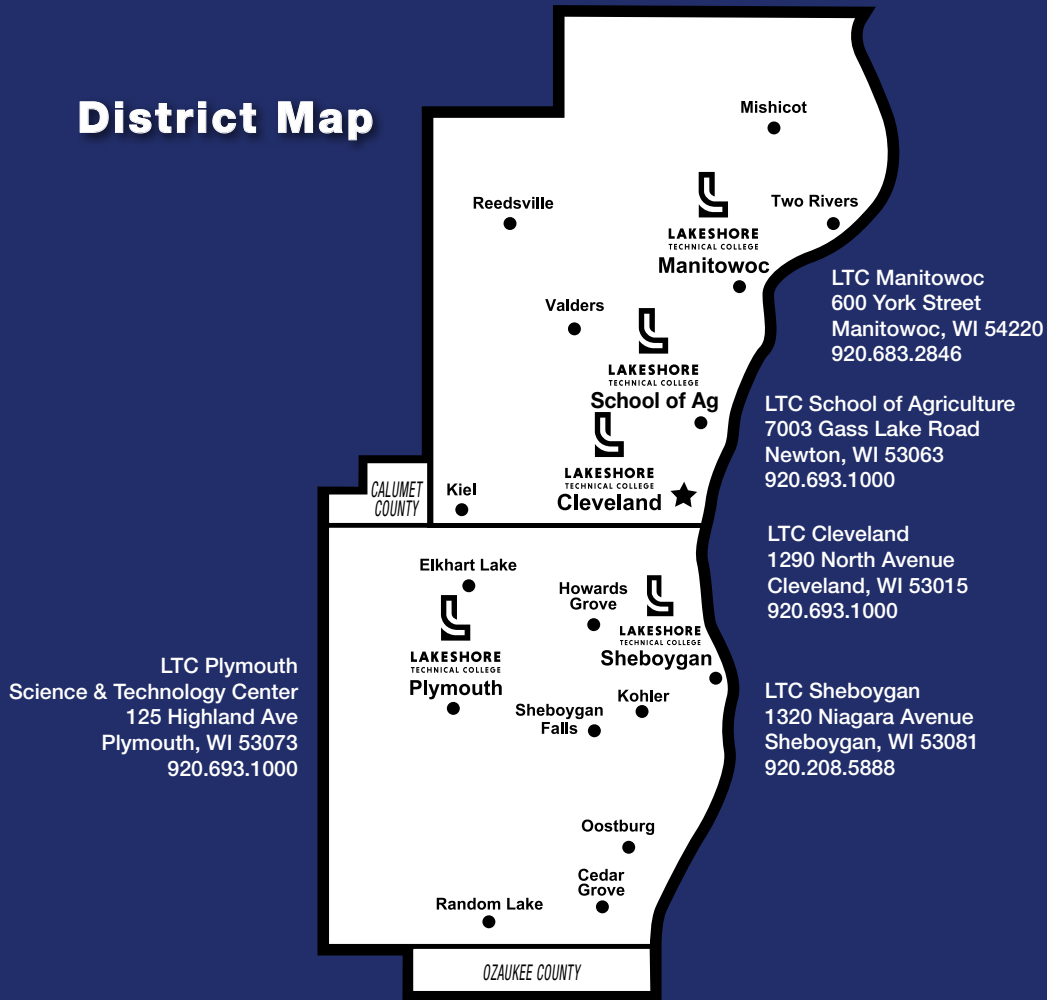 District Map
Mishicot
Reedsville
Two Rivers
LAKESHORE
TECHNICAL COLLEGE
Manitowoc
LTC Manitowoc
600 York Street
Manitowoc, WI 54220
920.683.2846
Valders
LAKESHORE
TECHNICAL COLLEGE
School of Ag
LTC School of Agriculture
7003 Gass Lake Road
Newton, WI 53063
920.693.1000
LAKESHORE
TECHNICAL COLLEGE
Cleveland
CALUMET
COUNTY
Kiel
LTC Cleveland
1290 North Avenue
Cleveland, WI 53015
920.693.1000
Elkhart Lake
Howards
Grove
LAKESHORE
TECHNICAL COLLEGE
Sheboygan
LAKESHORE
TECHNICAL COLLEGE
Plymouth
LTC Plymouth
Science & Technology Center
125 Highland Ave
Plymouth, WI 53073
920.693.1000
Kohler
Sheboygan
Falls
LTC Sheboygan
1320 Niagara Avenue
Sheboygan, WI 53081
920.208.5888
Oostburg
Cedar
Grove
Random Lake
OZAUKEE COUNTY